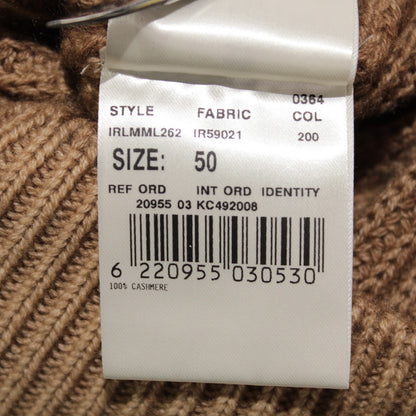 0364
STYLE FABRIC COL
IRLMML262 IR59021 200
SIZE: 50
REF ORD INT ORD IDENTITY
20955 03 KC492008
6 220955 030530
100% CASHMERE